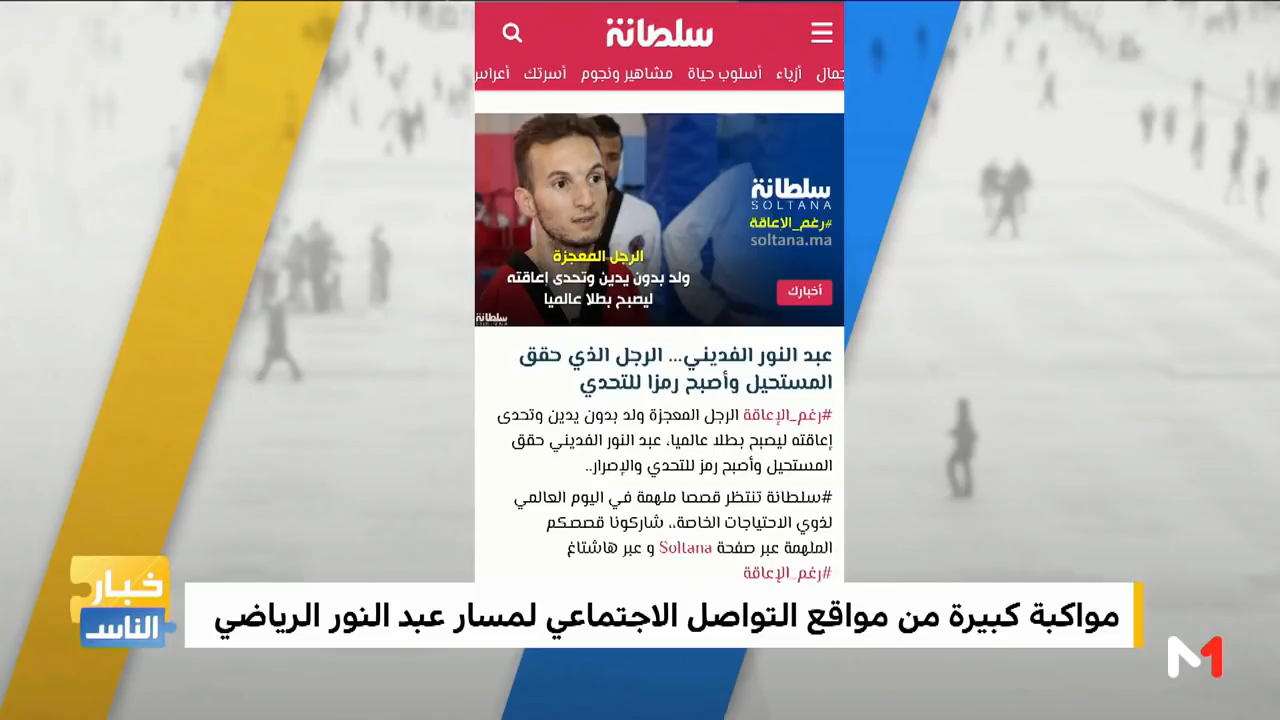 سلطانة
جمال أزياء أسلوب حياة مشاهير ونجوم أسرتك أعراس
سلطانة
SOLTANA
#رغم_الإعاقة
soltana.ma
الرجل المعجزة
ولد بدون يدين وتحدى إعاقته
ليصبح بطلا عالميا
أخبارك
سلطانة
عبد النور الفديني... الرجل الذي حقق
المستحيل وأصبح رمزا للتحدي
#رغم_الإعاقة الرجل المعجزة ولد بدون يدين وتحدى
إعاقته ليصبح بطلا عالميا، عبد النور الفديني حقق
المستحيل وأصبح رمز للتحدي والإصرار..
#سلطانة تنتظر قصصا ملهمة في اليوم العالمي
لذوي الاحتياجات الخاصة،، شاركونا قصصكم
الملهمة عبر صفحة Soltana و عبر هاشتاغ
#رغم_الإعاقة
خبار
الناس
مواكبة كبيرة من مواقع التواصل الاجتماعي لمسار عبد النور الرياضي
M1